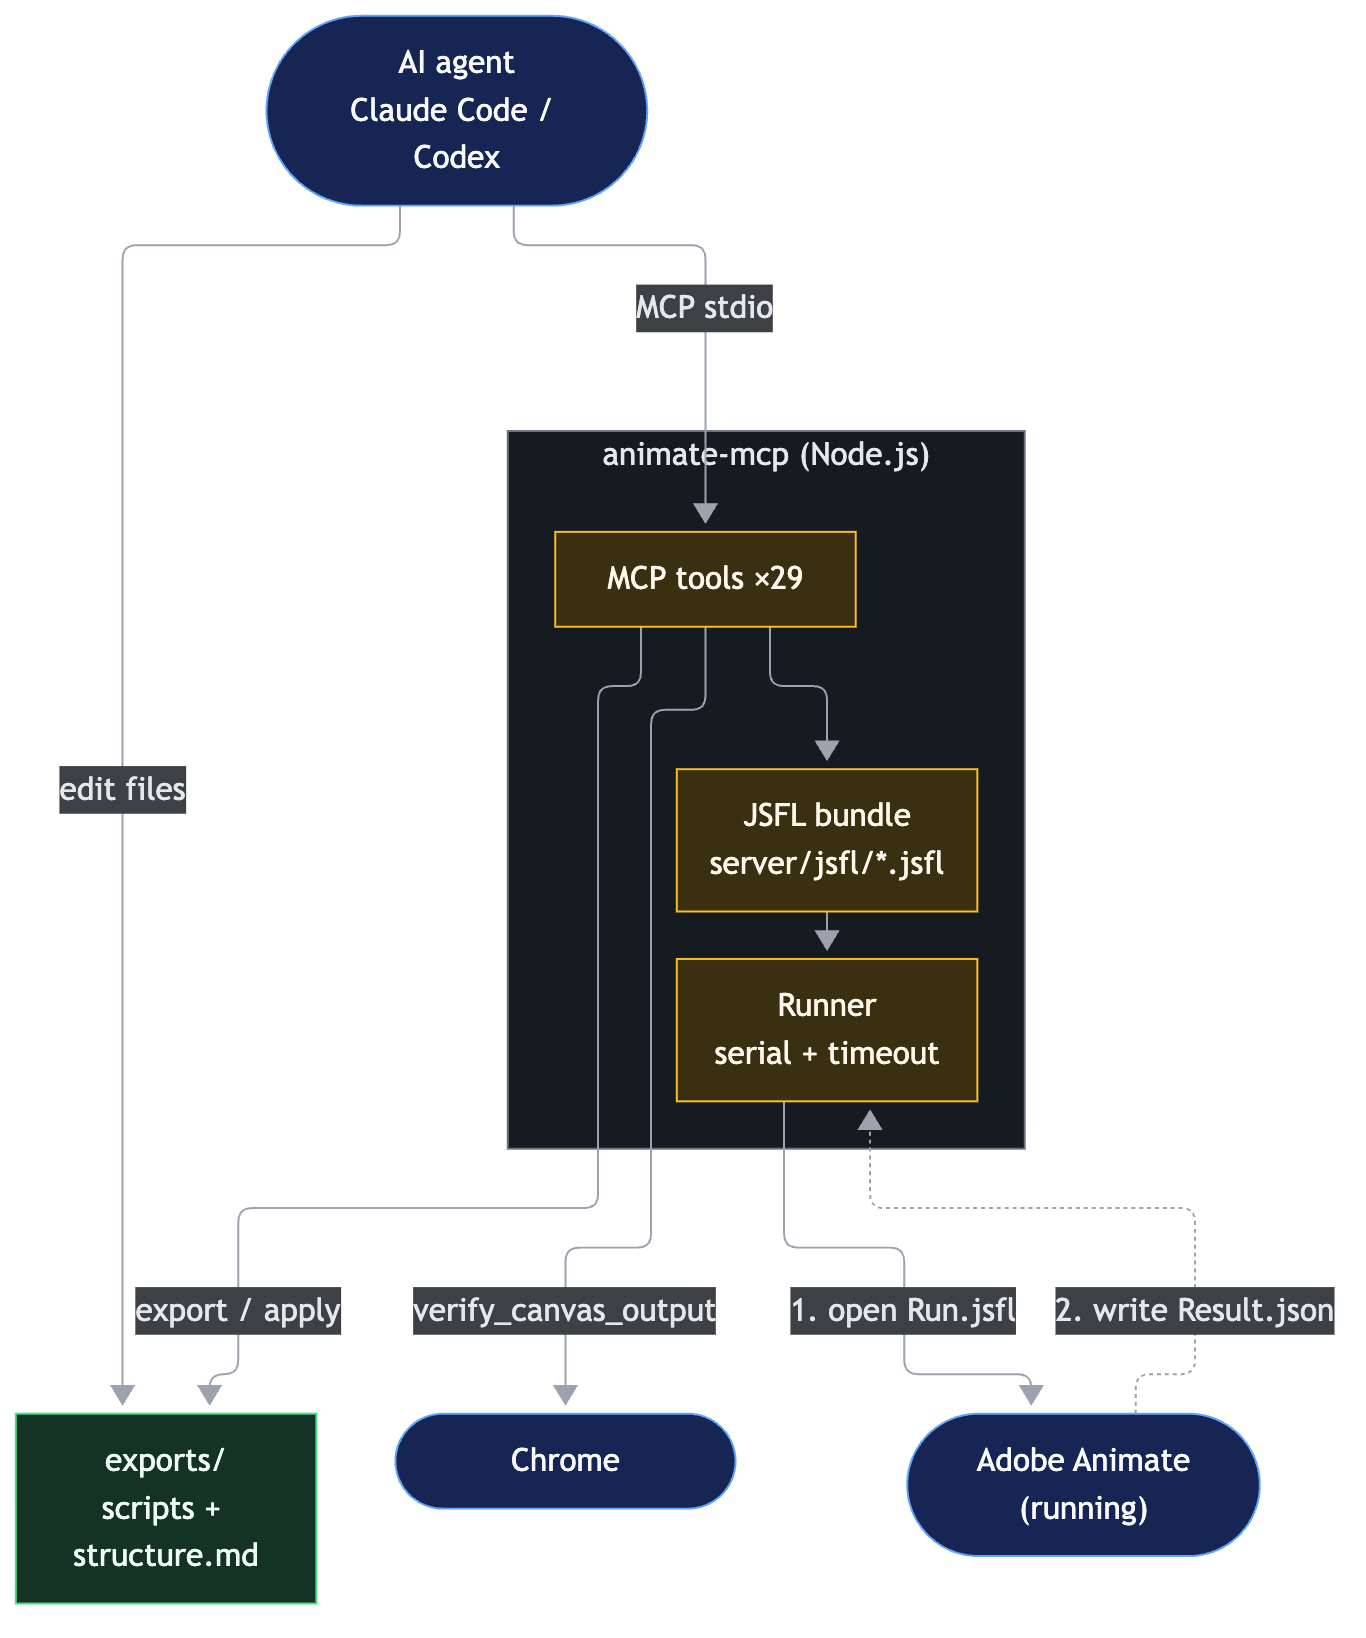 AI agent
Claude Code /
Codex
MCP stdio
animate-mcp (Node.js)
MCP tools ×29
edit files
JSFL bundle
server/jsfl/*.jsfl
Runner
serial + timeout
export / apply
verify_canvas_output
1. open Run.jsfl
2. write Result.json
exports/
scripts +
structure.md
Chrome
Adobe Animate
(running)